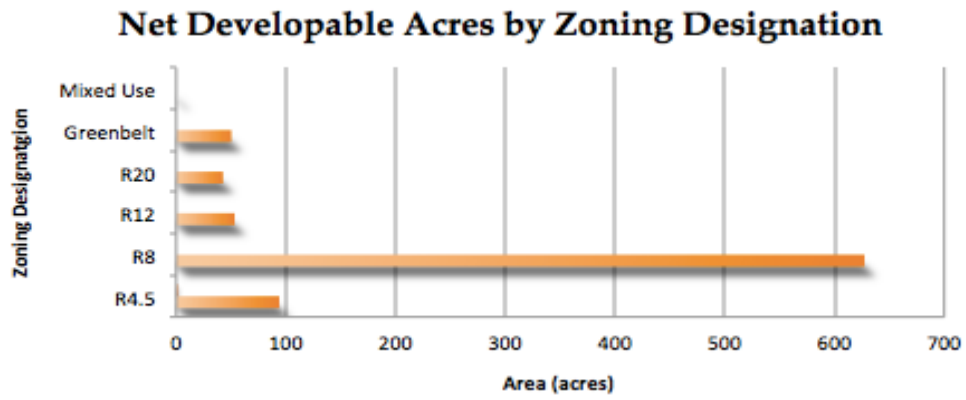 Net Developable Acres by Zoning Designation
Zoning Designatgion
Mixed Use
Greenbelt
R20
R12
R8
R4.5
0 100 200 300 400 500 600 700
Area (acres)